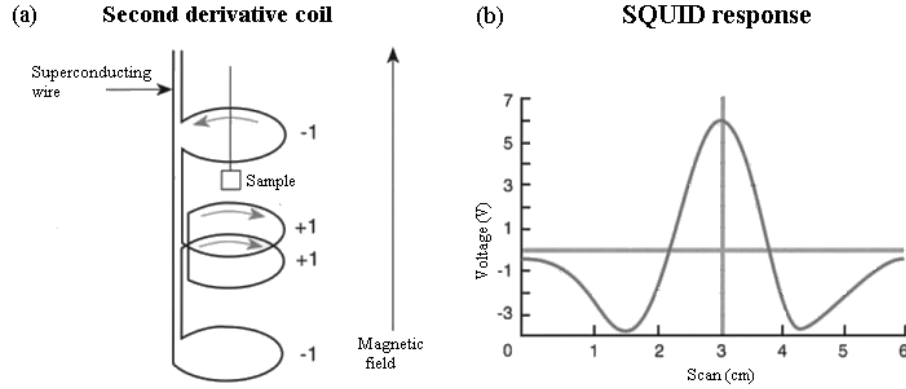 (a) Second derivative coil
Superconducting
wire
-1
Sample
+1
+1
-1
Magnetic
field
(b) SQUID response
7
5
3
1
-1
-3
Voltage (V)
0 1 2 3 4 5 6
Scan (cm)